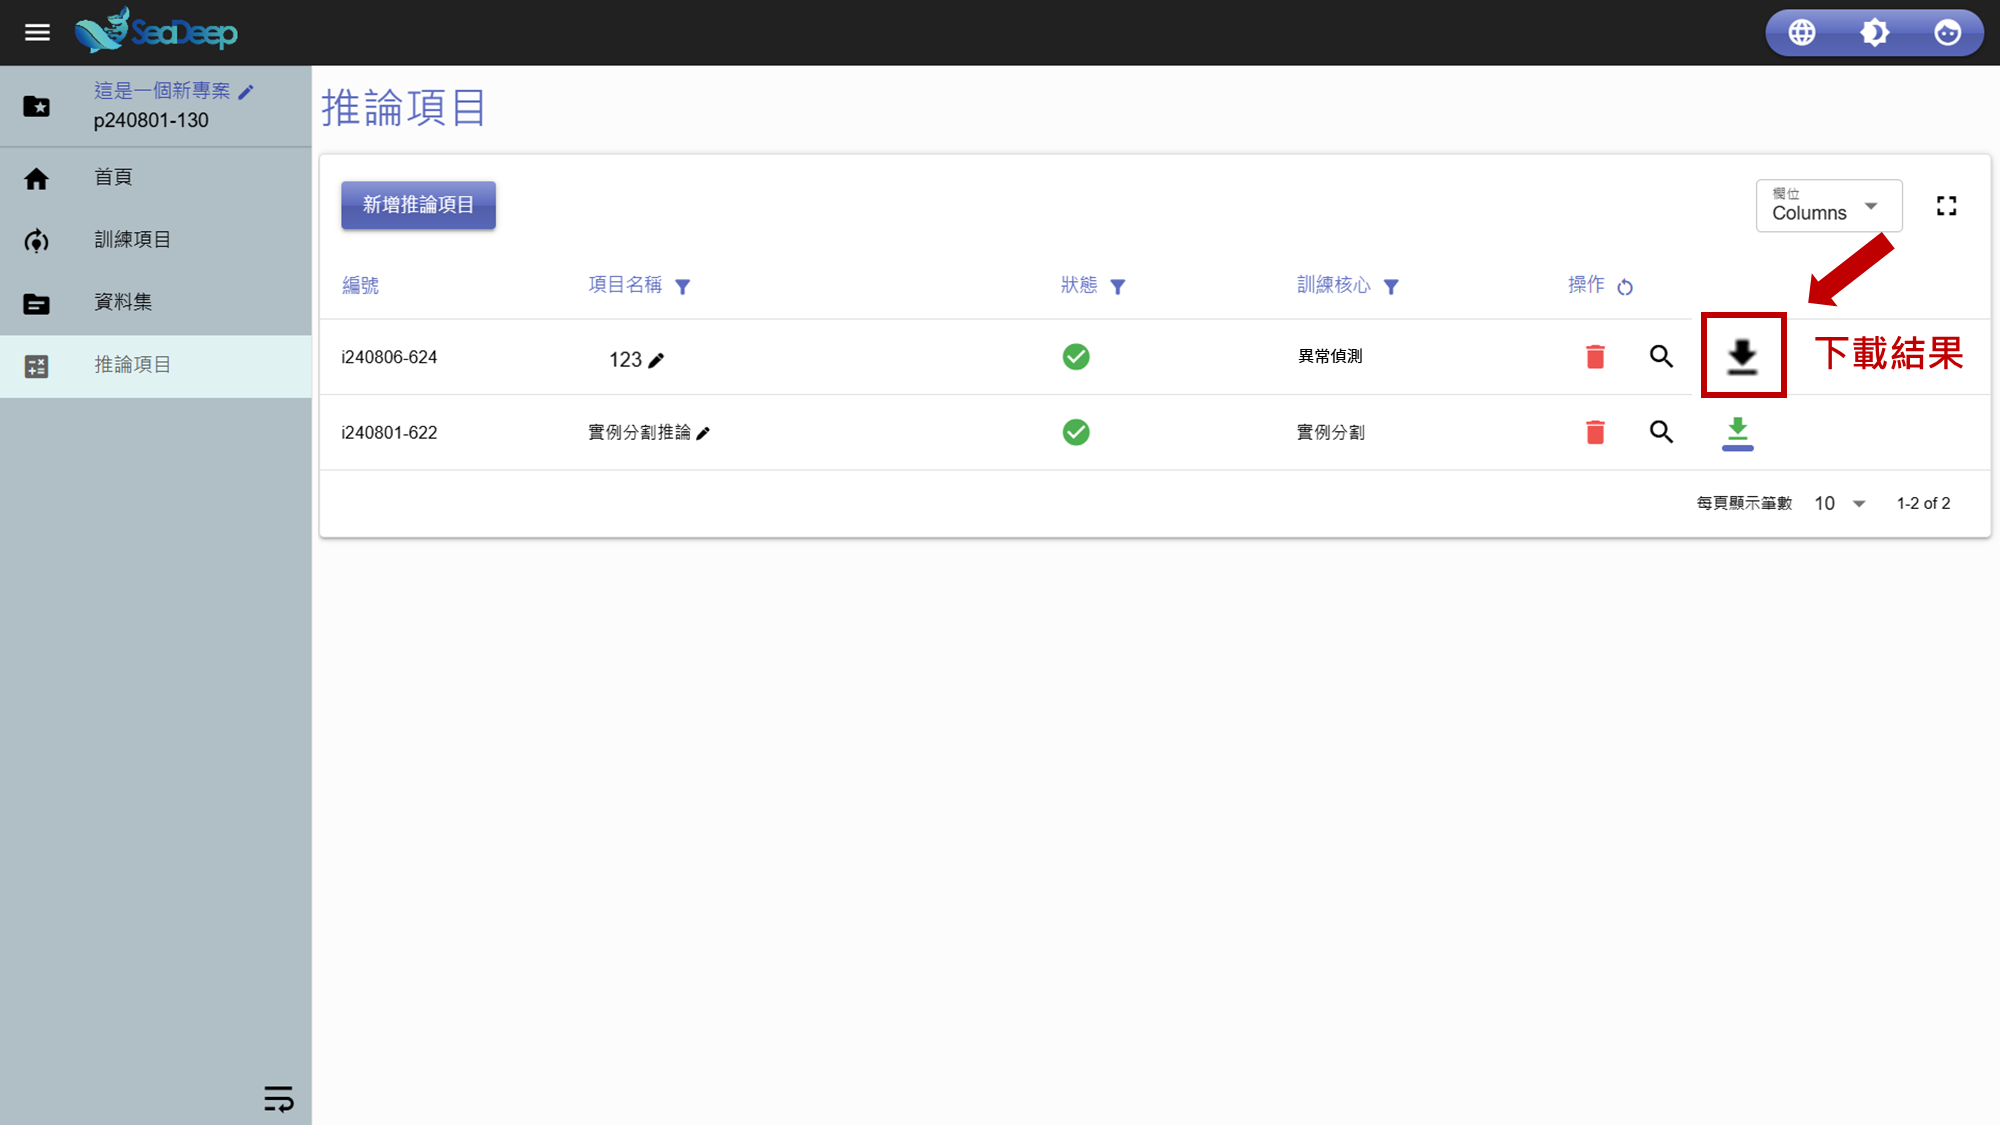 SeaDeep
這是一個新專案
p240801-130
首頁
訓練項目
資料集
推論項目
推論項目
新增推論項目
欄位
Columns
編號 項目名稱 狀態 訓練核心 操作
i240806-624 123 異常偵測 下載結果
i240801-622 實例分割推論 實例分割
每頁顯示筆數 10 1-2 of 2